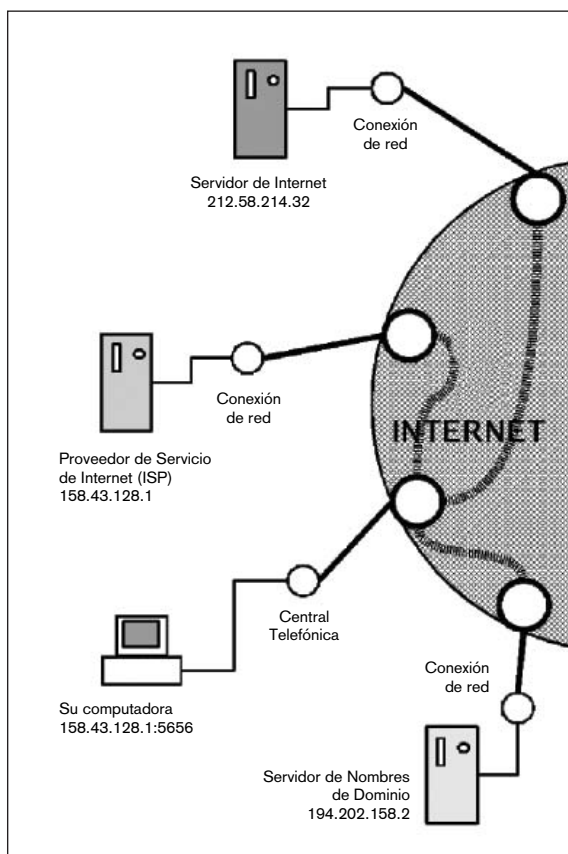 Conexión
de red
Servidor de Internet
212.58.214.32
Conexión
de red
INTERNET
Proveedor de Servicio
de Internet (ISP)
158.43.128.1
Central
Telefónica
Su computadora
158.43.128.1:5656
Conexión
de red
Servidor de Nombres
de Dominio
194.202.158.2